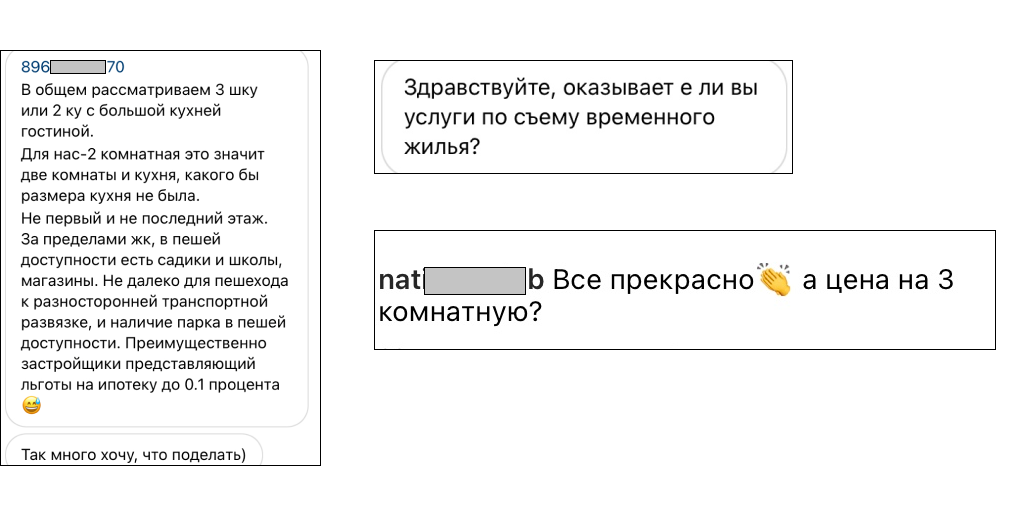 896 70
В общем рассматриваем 3 шку
или 2 ку с большой кухней
гостиной.
Для нас-2 комнатная это значит
две комнаты и кухня, какого бы
размера кухня не была.
Не первый и не последний этаж.
За пределами жк, в пешей
доступности есть садики и школы,
магазины. Не далеко для пешехода
к разносторонней транспортной
развязке, и наличие парка в пешей
доступности. Преимущественно
застройщики представляющий
льготы на ипотеку до 0.1 процента
😅
Так много хочу, что поделать)
Здравствуйте, оказывает е ли вы
услуги по съему временного
жилья?
nati b Все прекрасно👏 а цена на 3
комнатную?